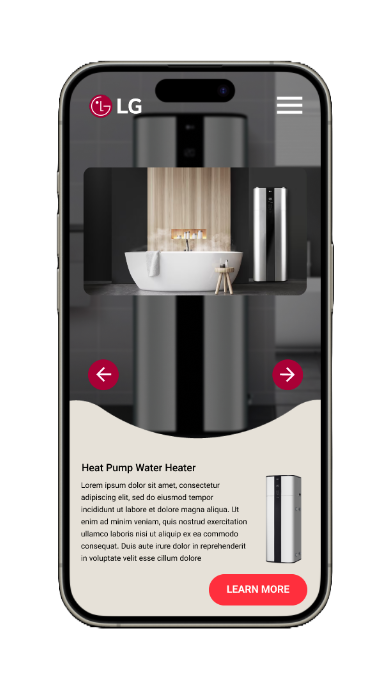 LG
Heat Pump Water Heater
Lorem ipsum dolor sit amet, consectetur
adipiscing elit, sed do eiusmod tempor
incididunt ut labore et dolore magna aliqua. Ut
enim ad minim veniam, quis nostrud exercitation
ullamco laboris nisi ut aliquip ex ea commodo
consequat. Duis aute irure dolor in reprehenderit
in voluptate velit esse cillum dolore
LEARN MORE